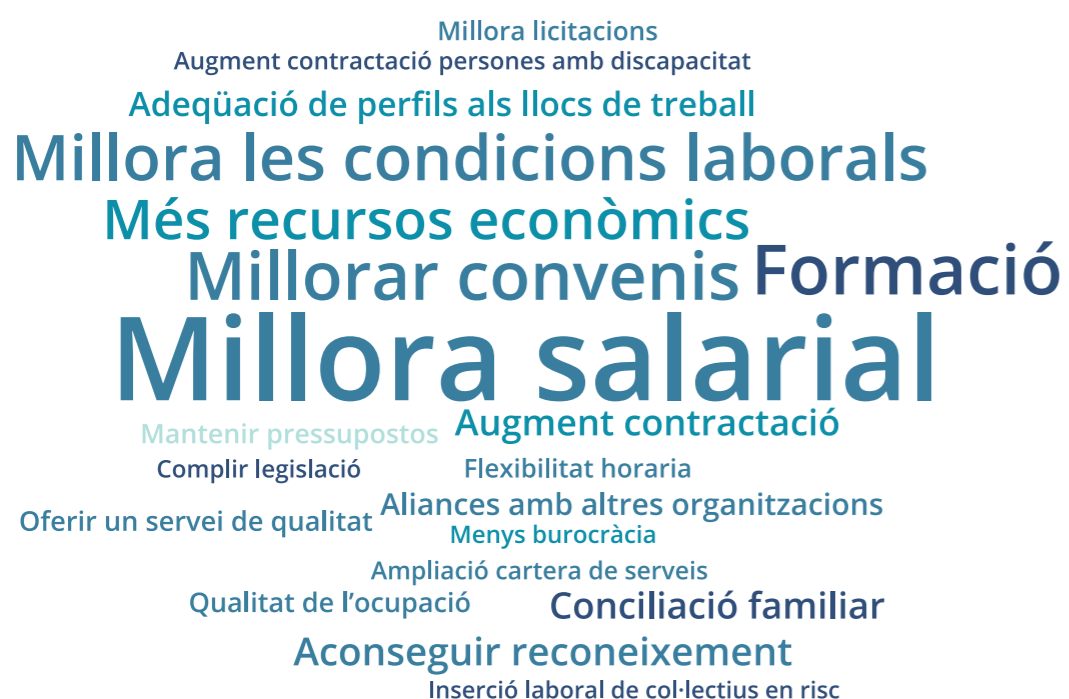 Millora licitacions
Augment contractació persones amb discapacitat
Adeqüació de perfils als llocs de treball
Millora les condicions laborals
Més recursos econòmics
Millorar convenis
Formació
Millora salarial
Mantenir pressupostos
Augment contractació
Complir legislació
Flexibilitat horaria
Oferir un servei de qualitat
Aliances amb altres organitzacions
Menys burocràcia
Ampliació cartera de serveis
Qualitat de l’ocupació
Conciliació familiar
Aconseguir reconeixement
Inserció laboral de col·lectius en risc